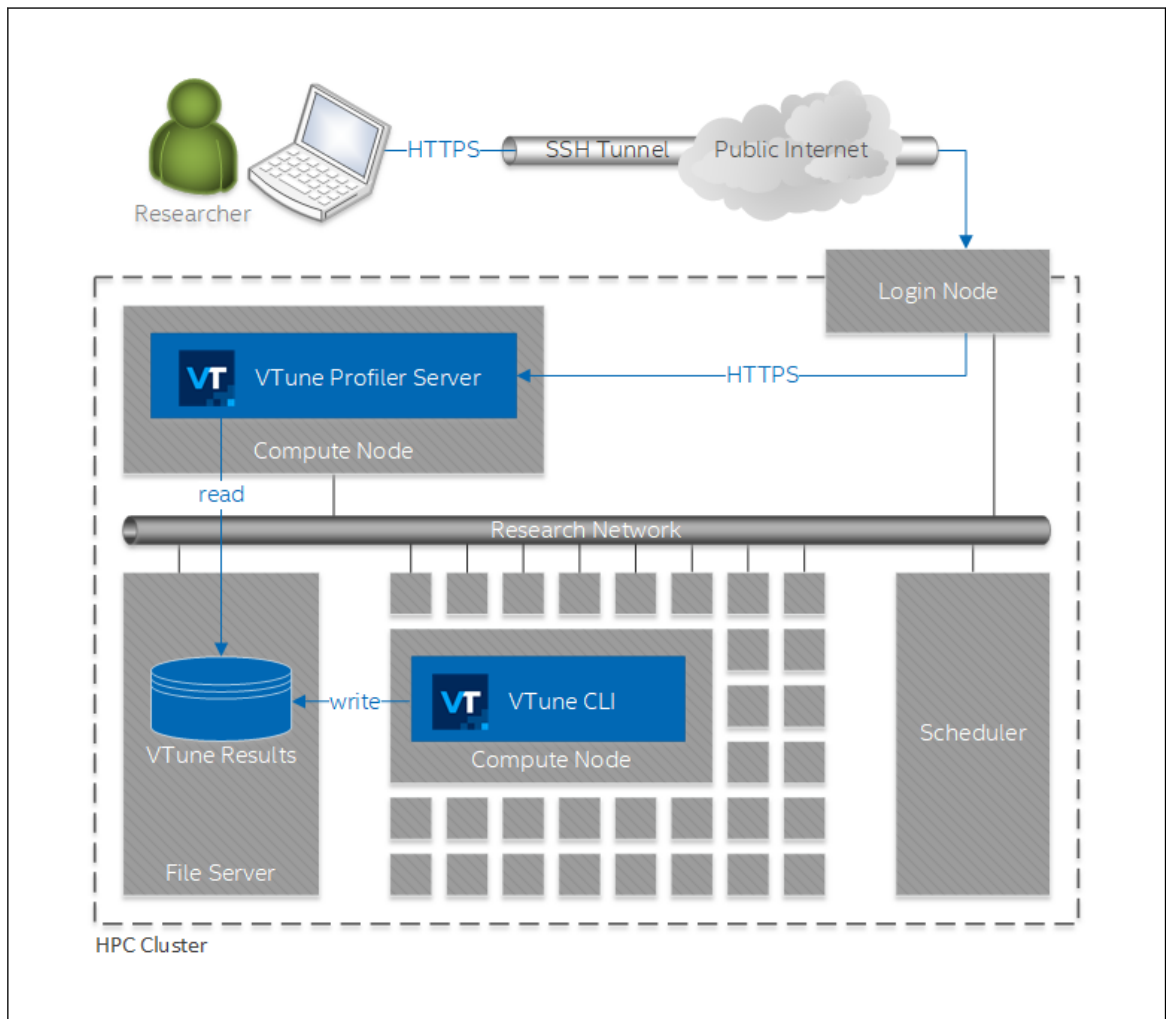 HTTPS
SSH Tunnel
Public Internet
Researcher
Login Node
VT
VTune Profiler Server
HTTPS
Compute Node
read
Research Network
VT
VTune CLI
write
Scheduler
VTune Results
Compute Node
File Server
HPC Cluster